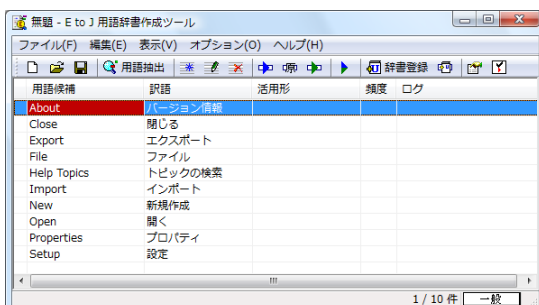 無題 - E to J 用語辞書作成ツール
ファイル(F) 編集(E) 表示(V) オプション(O) ヘルプ(H)
用語抽出 辞書登録
用語候補 訳語 活用形 頻度 ログ
About バージョン情報
Close 閉じる
Export エクスポート
File ファイル
Help Topics トピックの検索
Import インポート
New 新規作成
Open 開く
Properties プロパティ
Setup 設定
1 / 10 件 一般